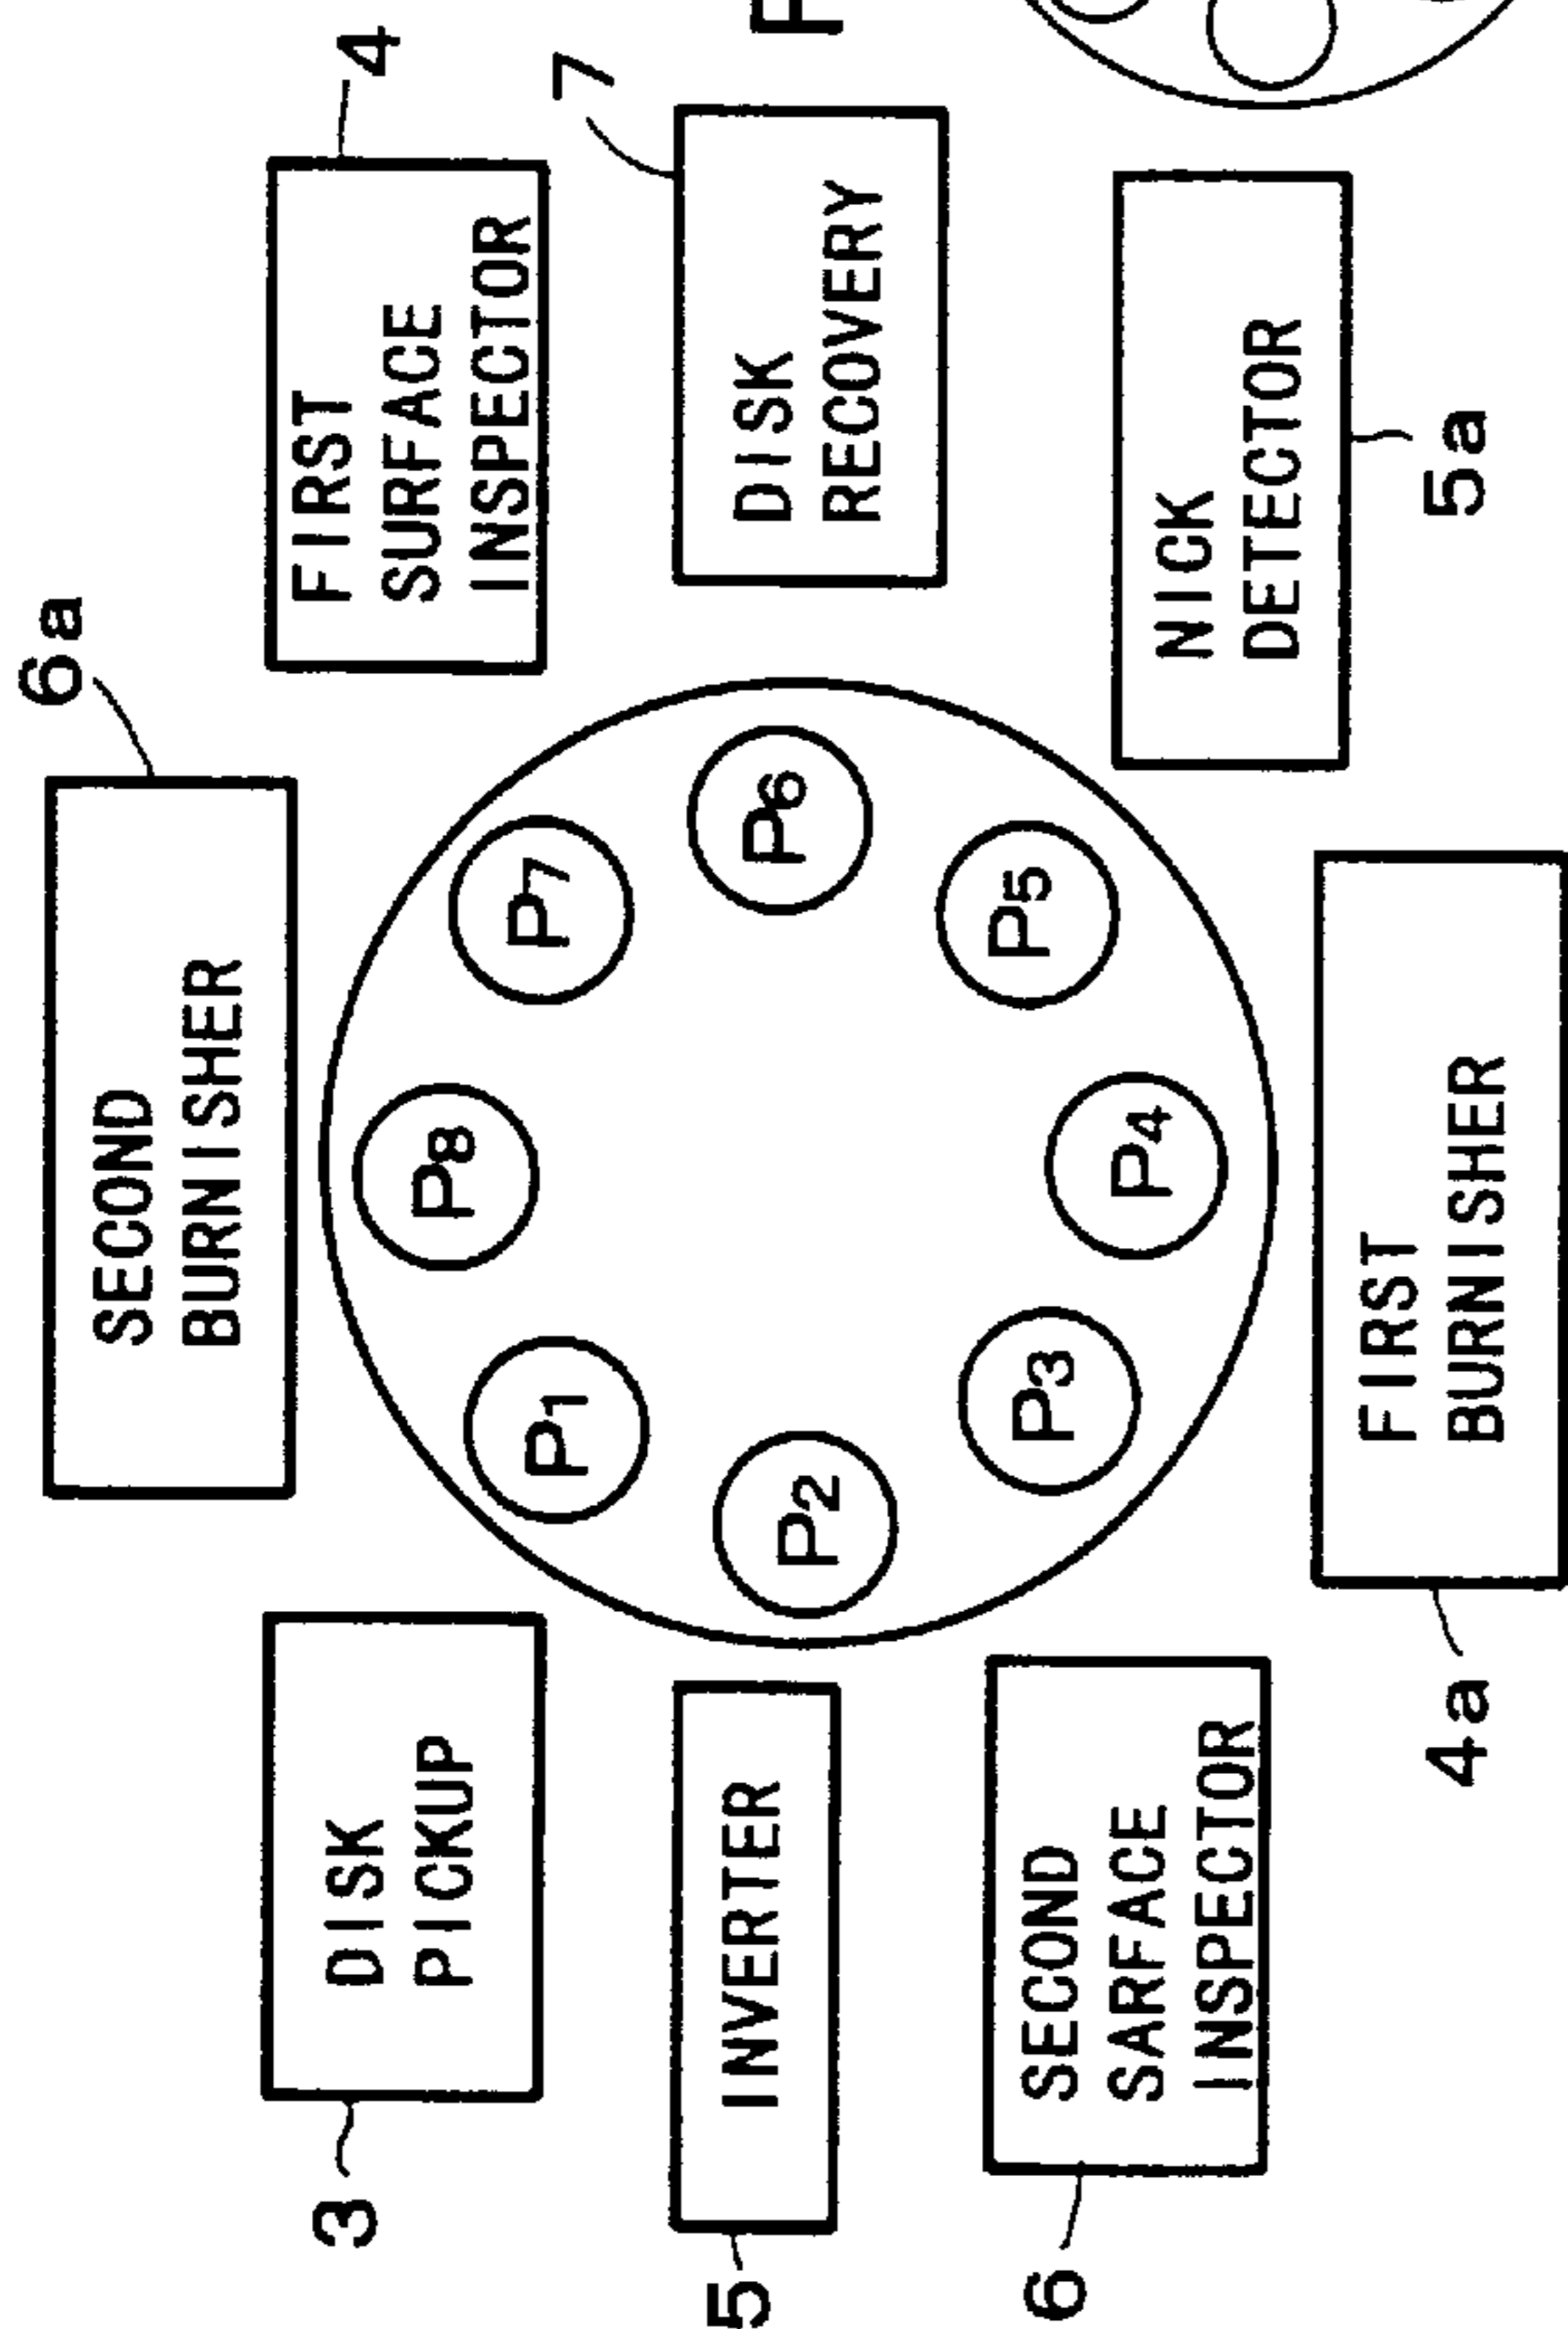 6a
SECOND
BURNISHER
3
DISK
PICKUP
4
FIRST
SURFACE
INSPECTOR
P8
P1
P7
5
INVERTER
P2
P6
7
DISK
RECOVERY
6
SECOND
SARFACE
INSPECTOR
P3
P5
P4
NICK
DETECTOR
5a
4a
FIRST
BURNISHER